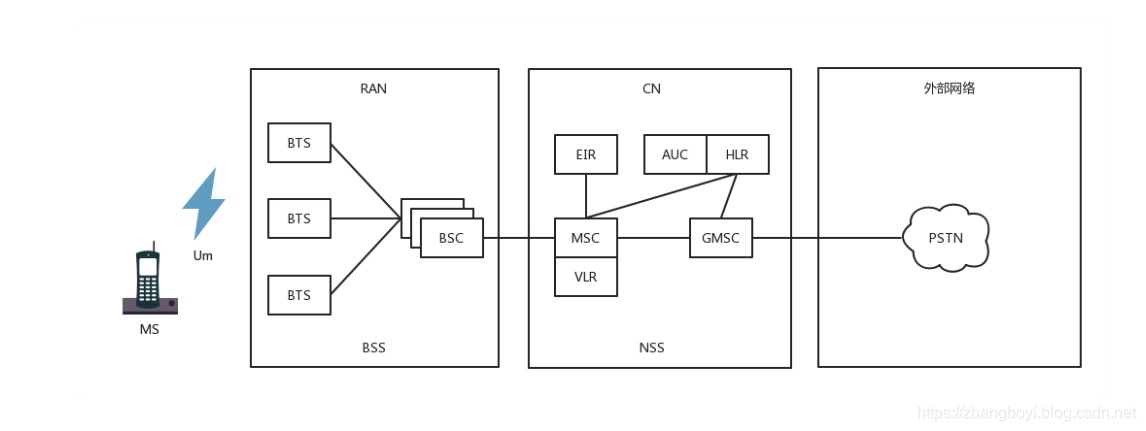 RAN
CN
外部网络
BTS
EIR
AUC
HLR
BTS
BSC
MSC
GMSC
PSTN
Um
VLR
BTS
MS
BSS
NSS
https://zhangboyi.blog.csdn.net